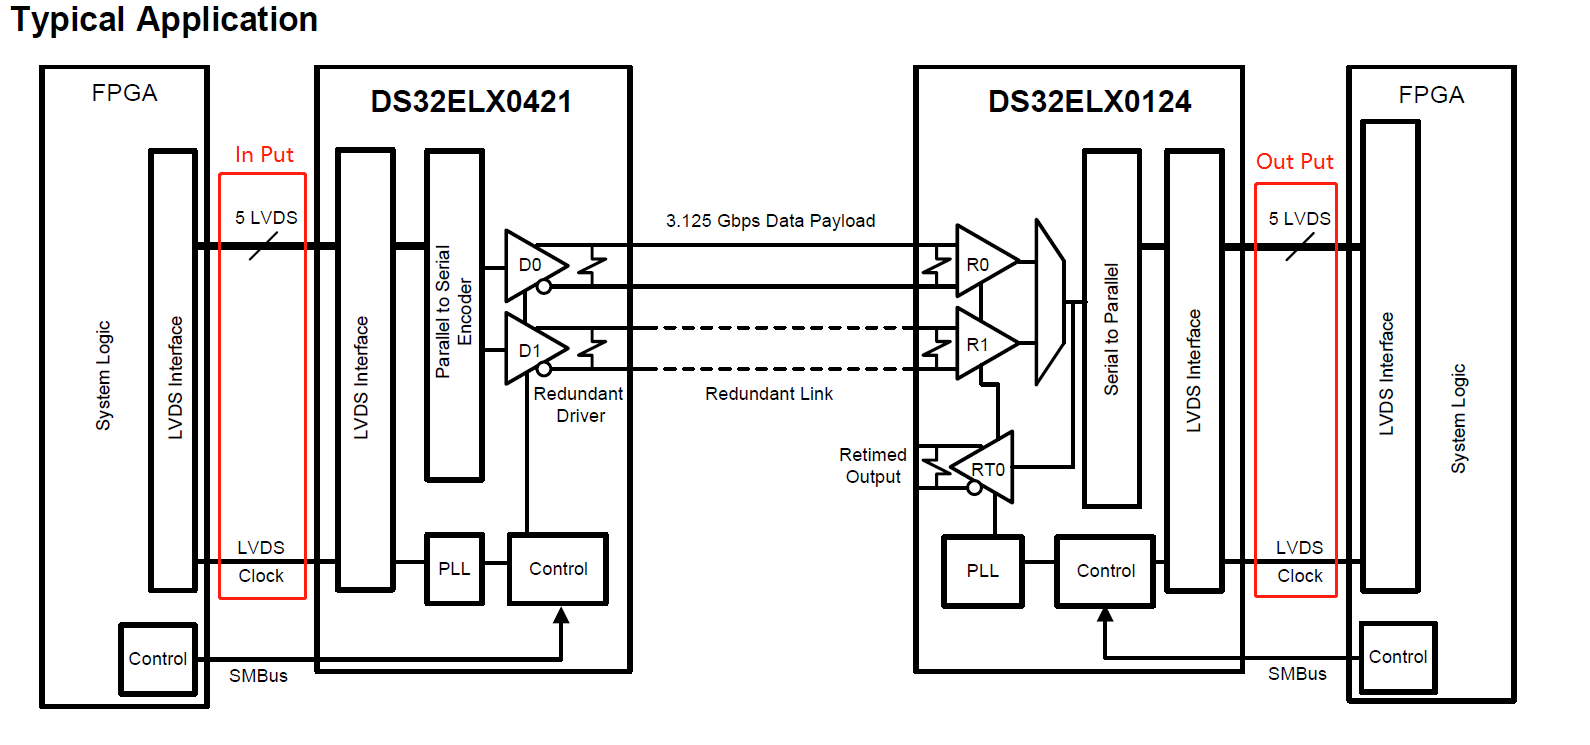 Typical Application
FPGA
DS32ELX0421
DS32ELX0124
FPGA
In Put
Out Put
5 LVDS
3.125 Gbps Data Payload
5 LVDS
System Logic
LVDS Interface
LVDS Interface
Parallel to Serial
Encoder
D0
D1
Redundant
Driver
Redundant Link
R0
R1
Serial to Parallel
LVDS Interface
LVDS Interface
System Logic
Retimed
Output
RT0
LVDS
Clock
PLL
Control
PLL
Control
LVDS
Clock
Control
SMBus
SMBus
Control